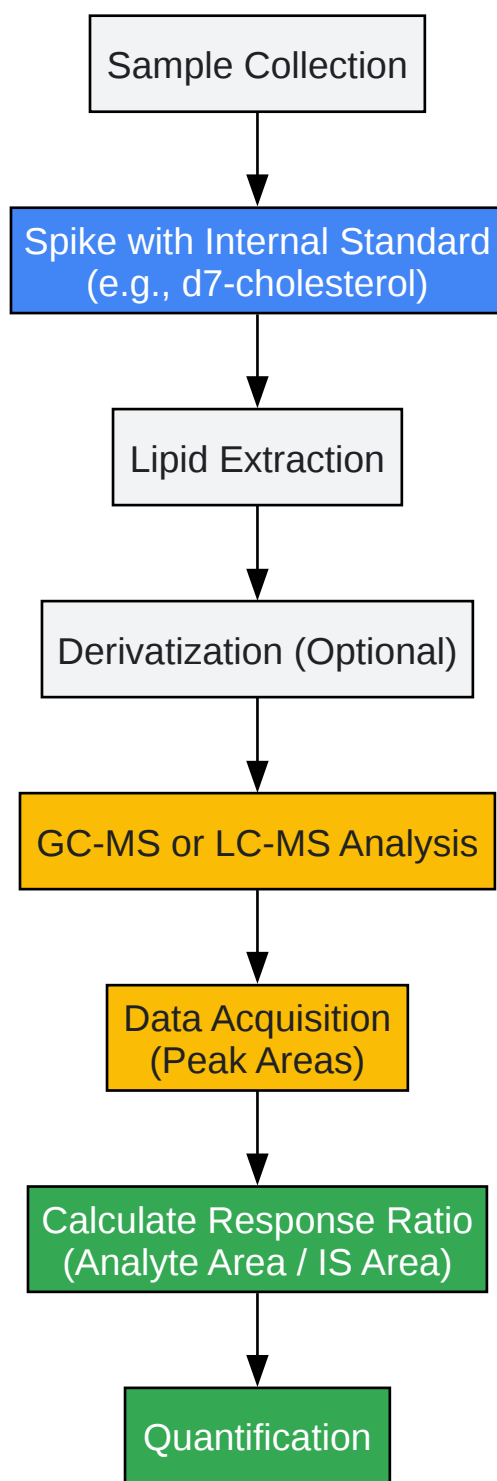 Sample Collection
Spike with Internal Standard
(e.g., d7-cholesterol)
Lipid Extraction
Derivatization (Optional)
GC-MS or LC-MS Analysis
Data Acquisition
(Peak Areas)
Calculate Response Ratio
(Analyte Area / IS Area)
Quantification